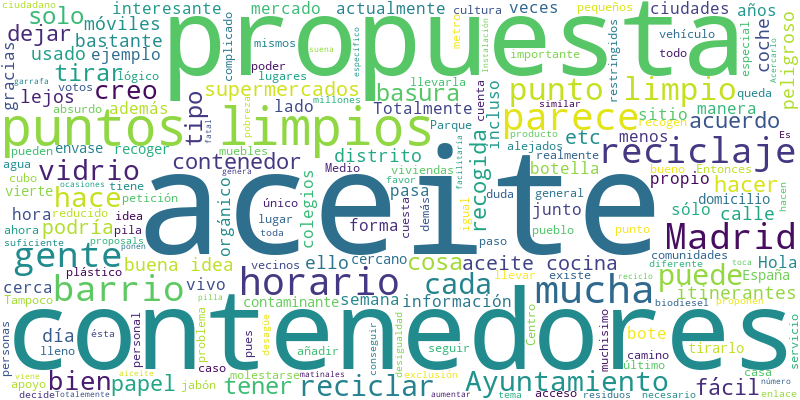 ciudadano interesante mercado actualmente cultura veces pequeños ciudades años
solo móviles propuesta metro vehículo
dejar bastante complicado mismos especial coche
gracias usado ejemplo lógico suena específico importante Instalación restringidos todo Acercarlo peligroso
tirar creo supermercados poder lugares punto limpio queda
lejos votos además tipo lado basura millones cuenta incluso similar sitio manera
absurdo garrafa Totalmente parece acuerdo
puntos limpios Parque recogida producto recogen Es
pueden envase recoger muebles fatal pobreza etc menos reciclaje
agua vidrio contenedor distrito alejados realmente bueno Entonces
cubo ocasiones petición genera Medio viviendas botella personal propio hacer
vierte tiene orgánico colegios favor facilitaría duda general domicilio hacen
hace único aceite pasa cuesta igual junto sólo calle
hora reducido idea lugar toda forma demás paso pueblo punto Madrid
ahora podría pila
suficiente proposals ponen ello cercano cosa aceite cocina comunidades diferente toca
gente plástico buena idea vecinos llevar existe puede Hola España
cerca barrio vivo horario semana cada mucha itinerantes
Tampoco pilla contaminante información reciclo biodiesel proponen
contenedores
personas día problema desagüe desigualdad Centro bote servicio
lleno personal pues añadir conseguir seguir muchísimo camino tirarlo
viene caso molestarse exclusión último casa
apoyo bien papel jabón tener reciclar Ayuntamiento fácil número
decide Totalemente aiceite ésta matinales aumentar tema acceso residuos necesario enlace